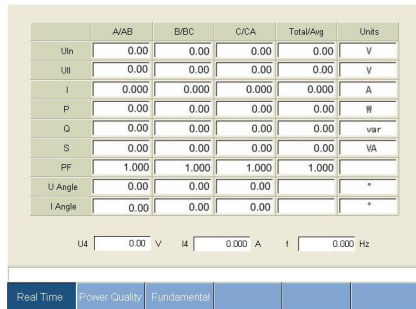 A/AB B/BC C/CA Total/Avg Units
Uln 0.00 0.00 0.00 0.00 V
Ull 0.00 0.00 0.00 0.00 V
I 0.000 0.000 0.000 0.000 A
P 0.00 0.00 0.00 0.00 W
Q 0.00 0.00 0.00 0.00 var
S 0.00 0.00 0.00 0.00 VA
PF 1.000 1.000 1.000 1.000
U Angle 0.00 0.00 0.00 °
I Angle 0.00 0.00 0.00 °
U4 0.00 V I4 0.000 A f 0.000 Hz
Real Time Power Quality Fundamental